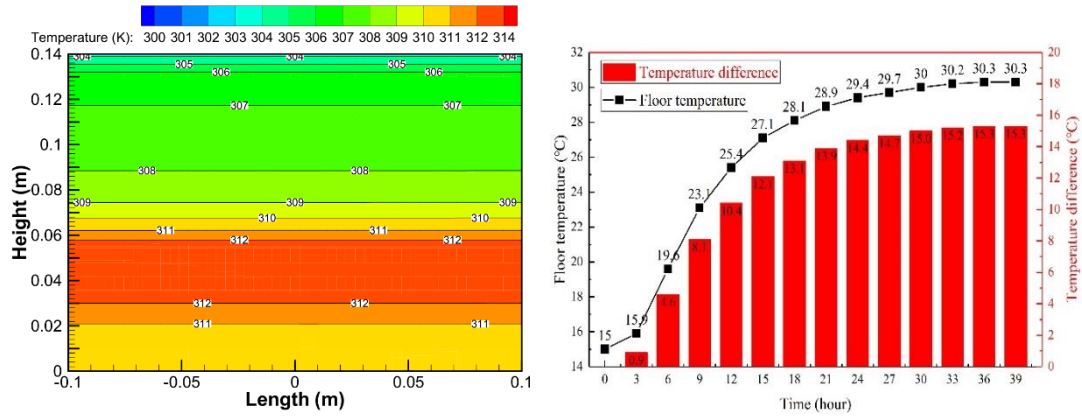 Temperature (K): 300 301 302 303 304 305 306 307 308 309 310 311 312 314
0.14
0.12
0.1
0.08
0.06
0.04
0.02
0
Height (m)
304 304 304
305 305
306 306
307 307
308 308
309 309 309
310 310
311 311
312 312
312 312
311 311
-0.1 -0.05 0 0.05 0.1
Length (m)
Temperature difference
Floor temperature
32
30
28
26
24
22
20
18
16
14
Floor temperature (℃)
15 15.9 19.6 23.1 25.4 27.1 28.1 28.9 29.4 29.7 30 30.2 30.3 30.3
0.9 4.6 8.1 10.4 12.1 13.1 13.9 14.4 14.7 15.0 15.2 15.3 15.3
20
18
16
14
12
10
8
6
4
2
0
Temperature difference (℃)
0 3 6 9 12 15 18 21 24 27 30 33 36 39
Time (hour)